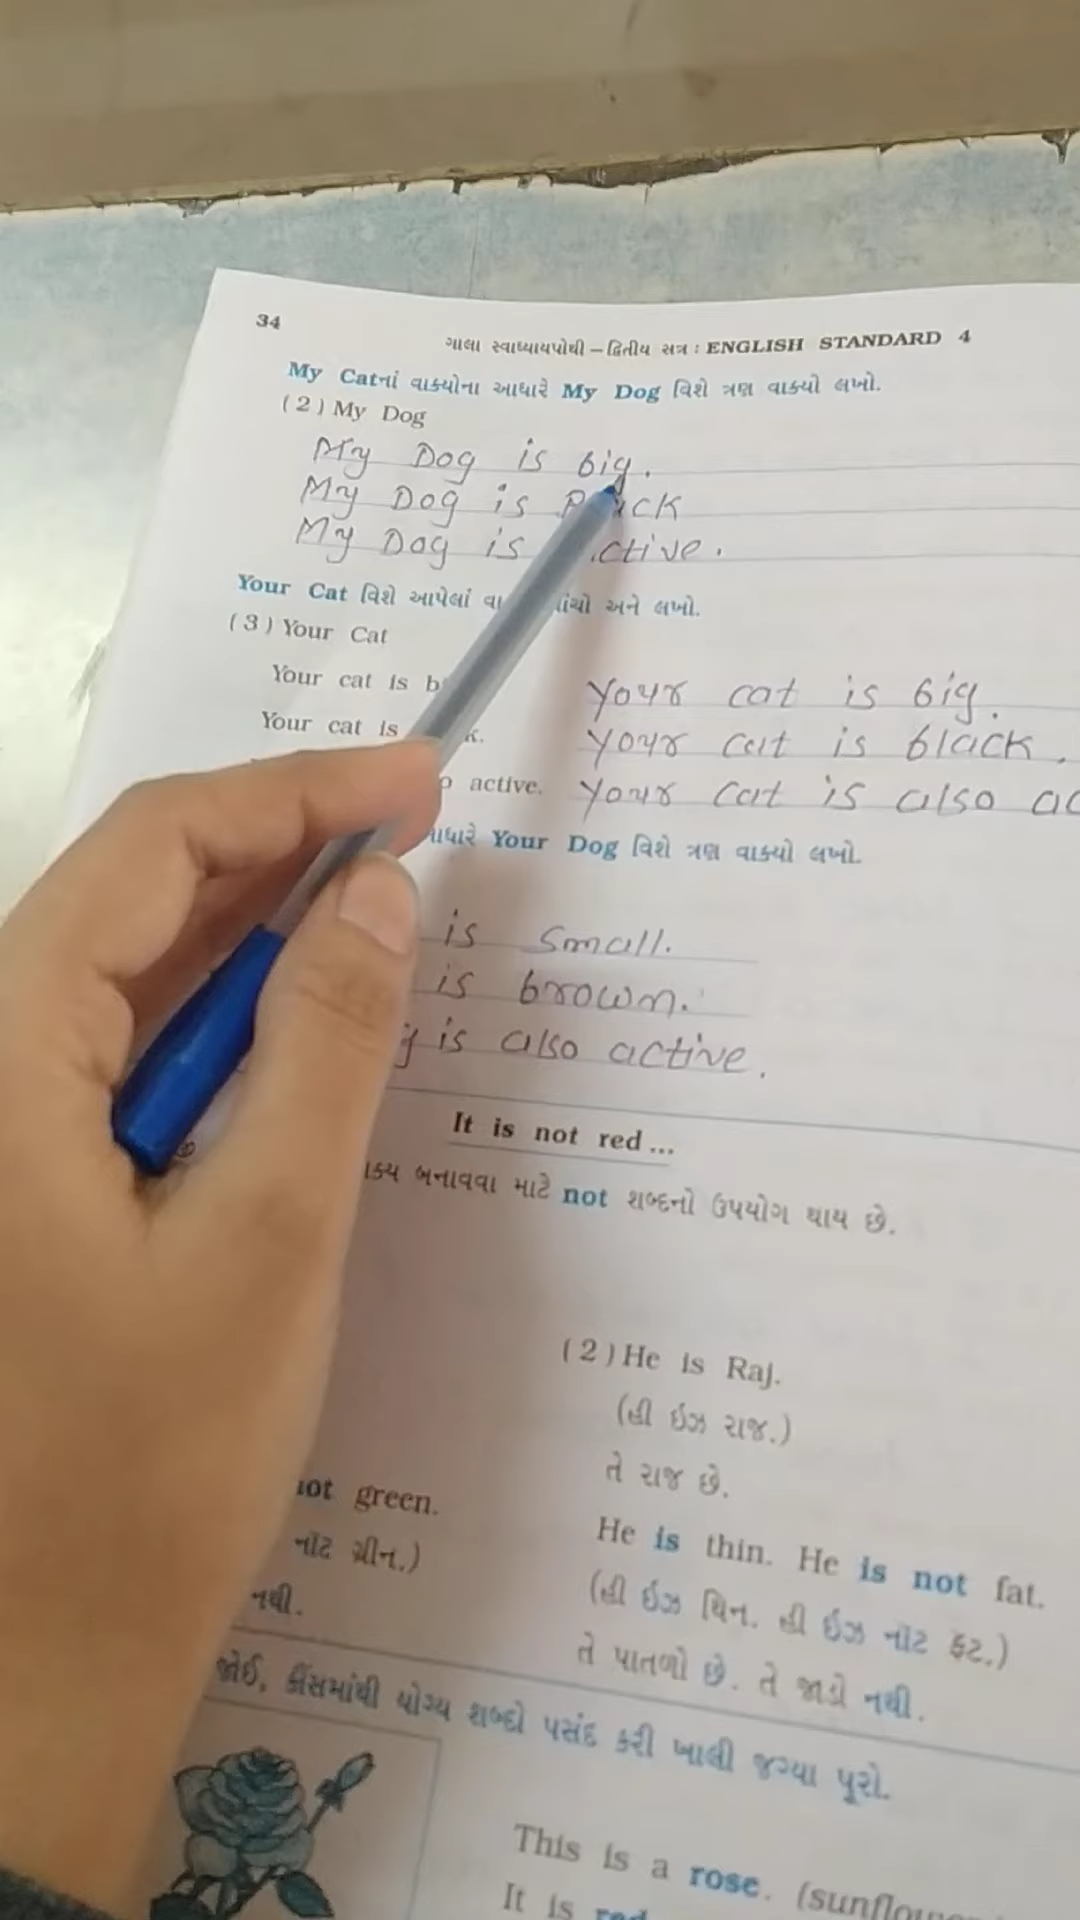 34
ગાલા સ્વાધ્યાયપોથી – દ્વિતીય સત્ર : ENGLISH STANDARD 4
My Catનાં વાક્યોના આધારે My Dog વિશે ત્રણ વાક્યો લખો.
(2) My Dog
My Dog is big.
My Dog is
My Dog is
Your Cat વિશે આપેલાં અને લખો.
(3) Your Cat
Your cat is
Your cat is big.
Your cat is
Your cat is black.
active.
Your cat is also
Your Dog વિશે ત્રણ વાક્યો લખો.
is small.
is brown.
is also active.
It is not red ...
બનાવવા માટે not શબ્દનો ઉપયોગ થાય છે.
(2) He is Raj.
(હી ઇઝ રાજ.)
તે રાજ છે.
green.
નૉટ ગ્રીન.)
નથી.
He is thin. He is not fat.
(હી ઇઝ થિન. હી ઇઝ નૉટ ફૅટ.)
તે પાતળો છે. તે જાડો નથી.
જોઈ, કૌંસમાંથી યોગ્ય શબ્દો પસંદ કરી ખાલી જગ્યા પૂરો.
This is a rose.
It is red